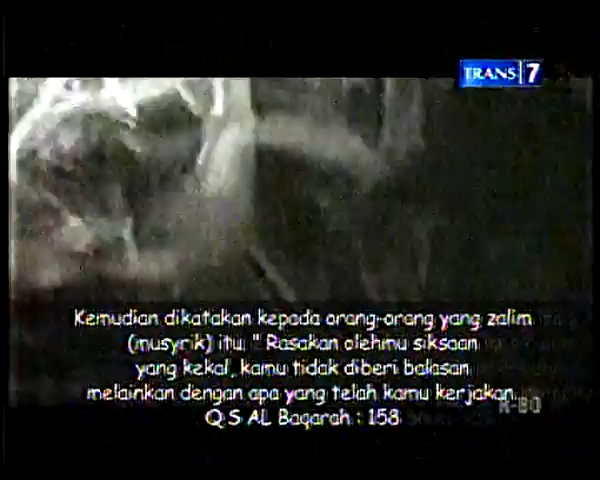 TRANS 7
Kemudian dikatakan kepada orang-orang yang zalim
(musyrik) itu: " Rasakan olehmu siksaan
yang kekal, kamu tidak diberi balasan
melainkan dengan apa yang telah kamu kerjakan.
R-BO
Q S AL Baqarah : 158